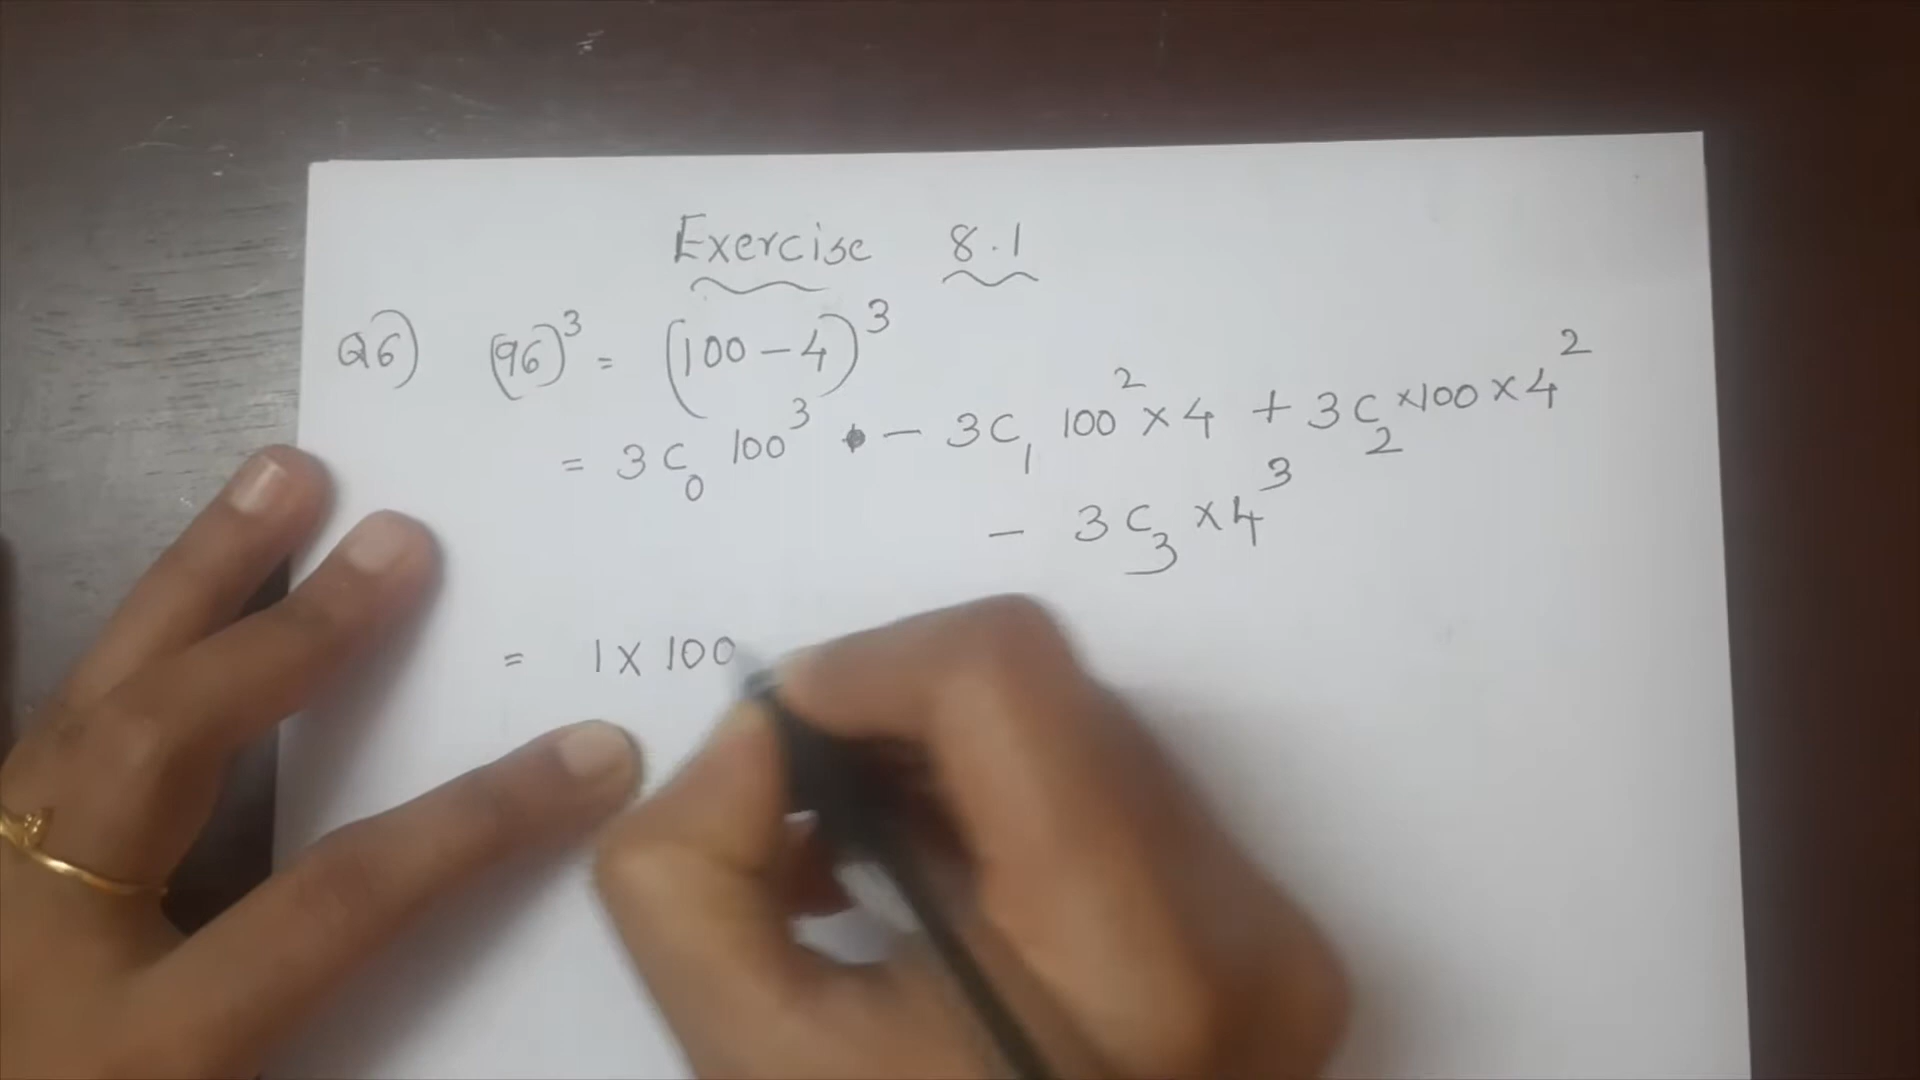 Exercise 8.1
Q6) (96)³ = (100 - 4)³
= 3C₀ 100³ - 3C₁ 100² × 4 + 3C₂ × 100 × 4²
- 3C₃ × 4³
= 1 × 100